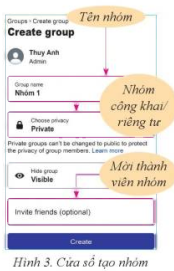 Groups › Create group
Tên nhóm
Create group
Thuy Anh
Admin
Group name
Nhóm 1
Nhóm
công khai/
riêng tư
Choose privacy
Private
Private groups can't be changed to public to protect
the privacy of group members. Learn more
Mời thành
viên nhóm
Hide group
Visible
Invite friends (optional)
Create
Hình 3. Cửa sổ tạo nhóm